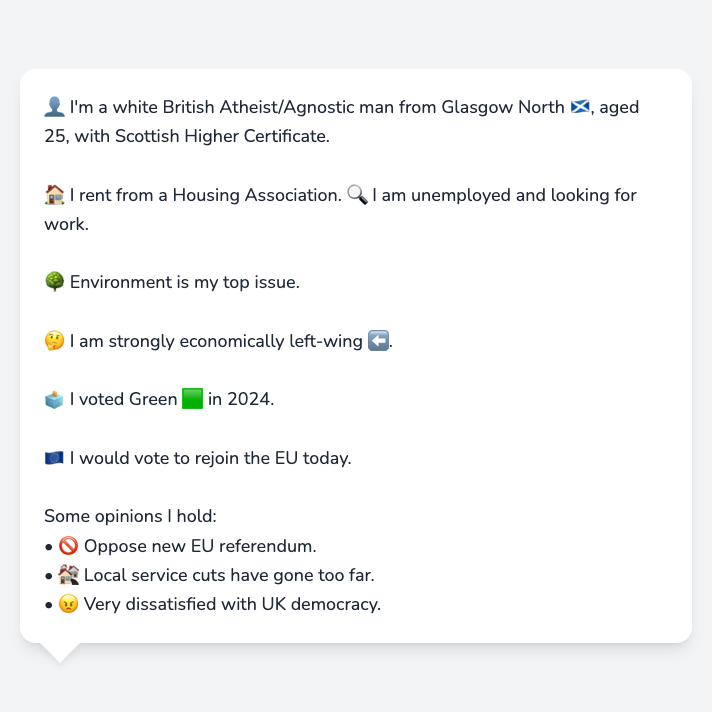 👤 I'm a white British Atheist/Agnostic man from Glasgow North 🏴󠁧󠁢󠁳󠁣󠁴󠁿, aged
25, with Scottish Higher Certificate.
🏠 I rent from a Housing Association. 🔍 I am unemployed and looking for
work.
🌳 Environment is my top issue.
🤔 I am strongly economically left-wing ⬅️.
🗳️ I voted Green 🟩 in 2024.
🇪🇺 I would vote to rejoin the EU today.
Some opinions I hold:
• 🚫 Oppose new EU referendum.
• 🏚️ Local service cuts have gone too far.
• 😠 Very dissatisfied with UK democracy.